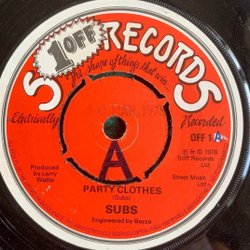 1 OFF
RECORDS
"The shape of things that win"
Electrically
Recorded
OFF 1 A
A
℗ & © 1978
Stiff Records
Ltd
Produced by
Larry
Wallis
Street Music
Ltd
PARTY CLOTHES
(Subs)
SUBS
Engineered by Bazza